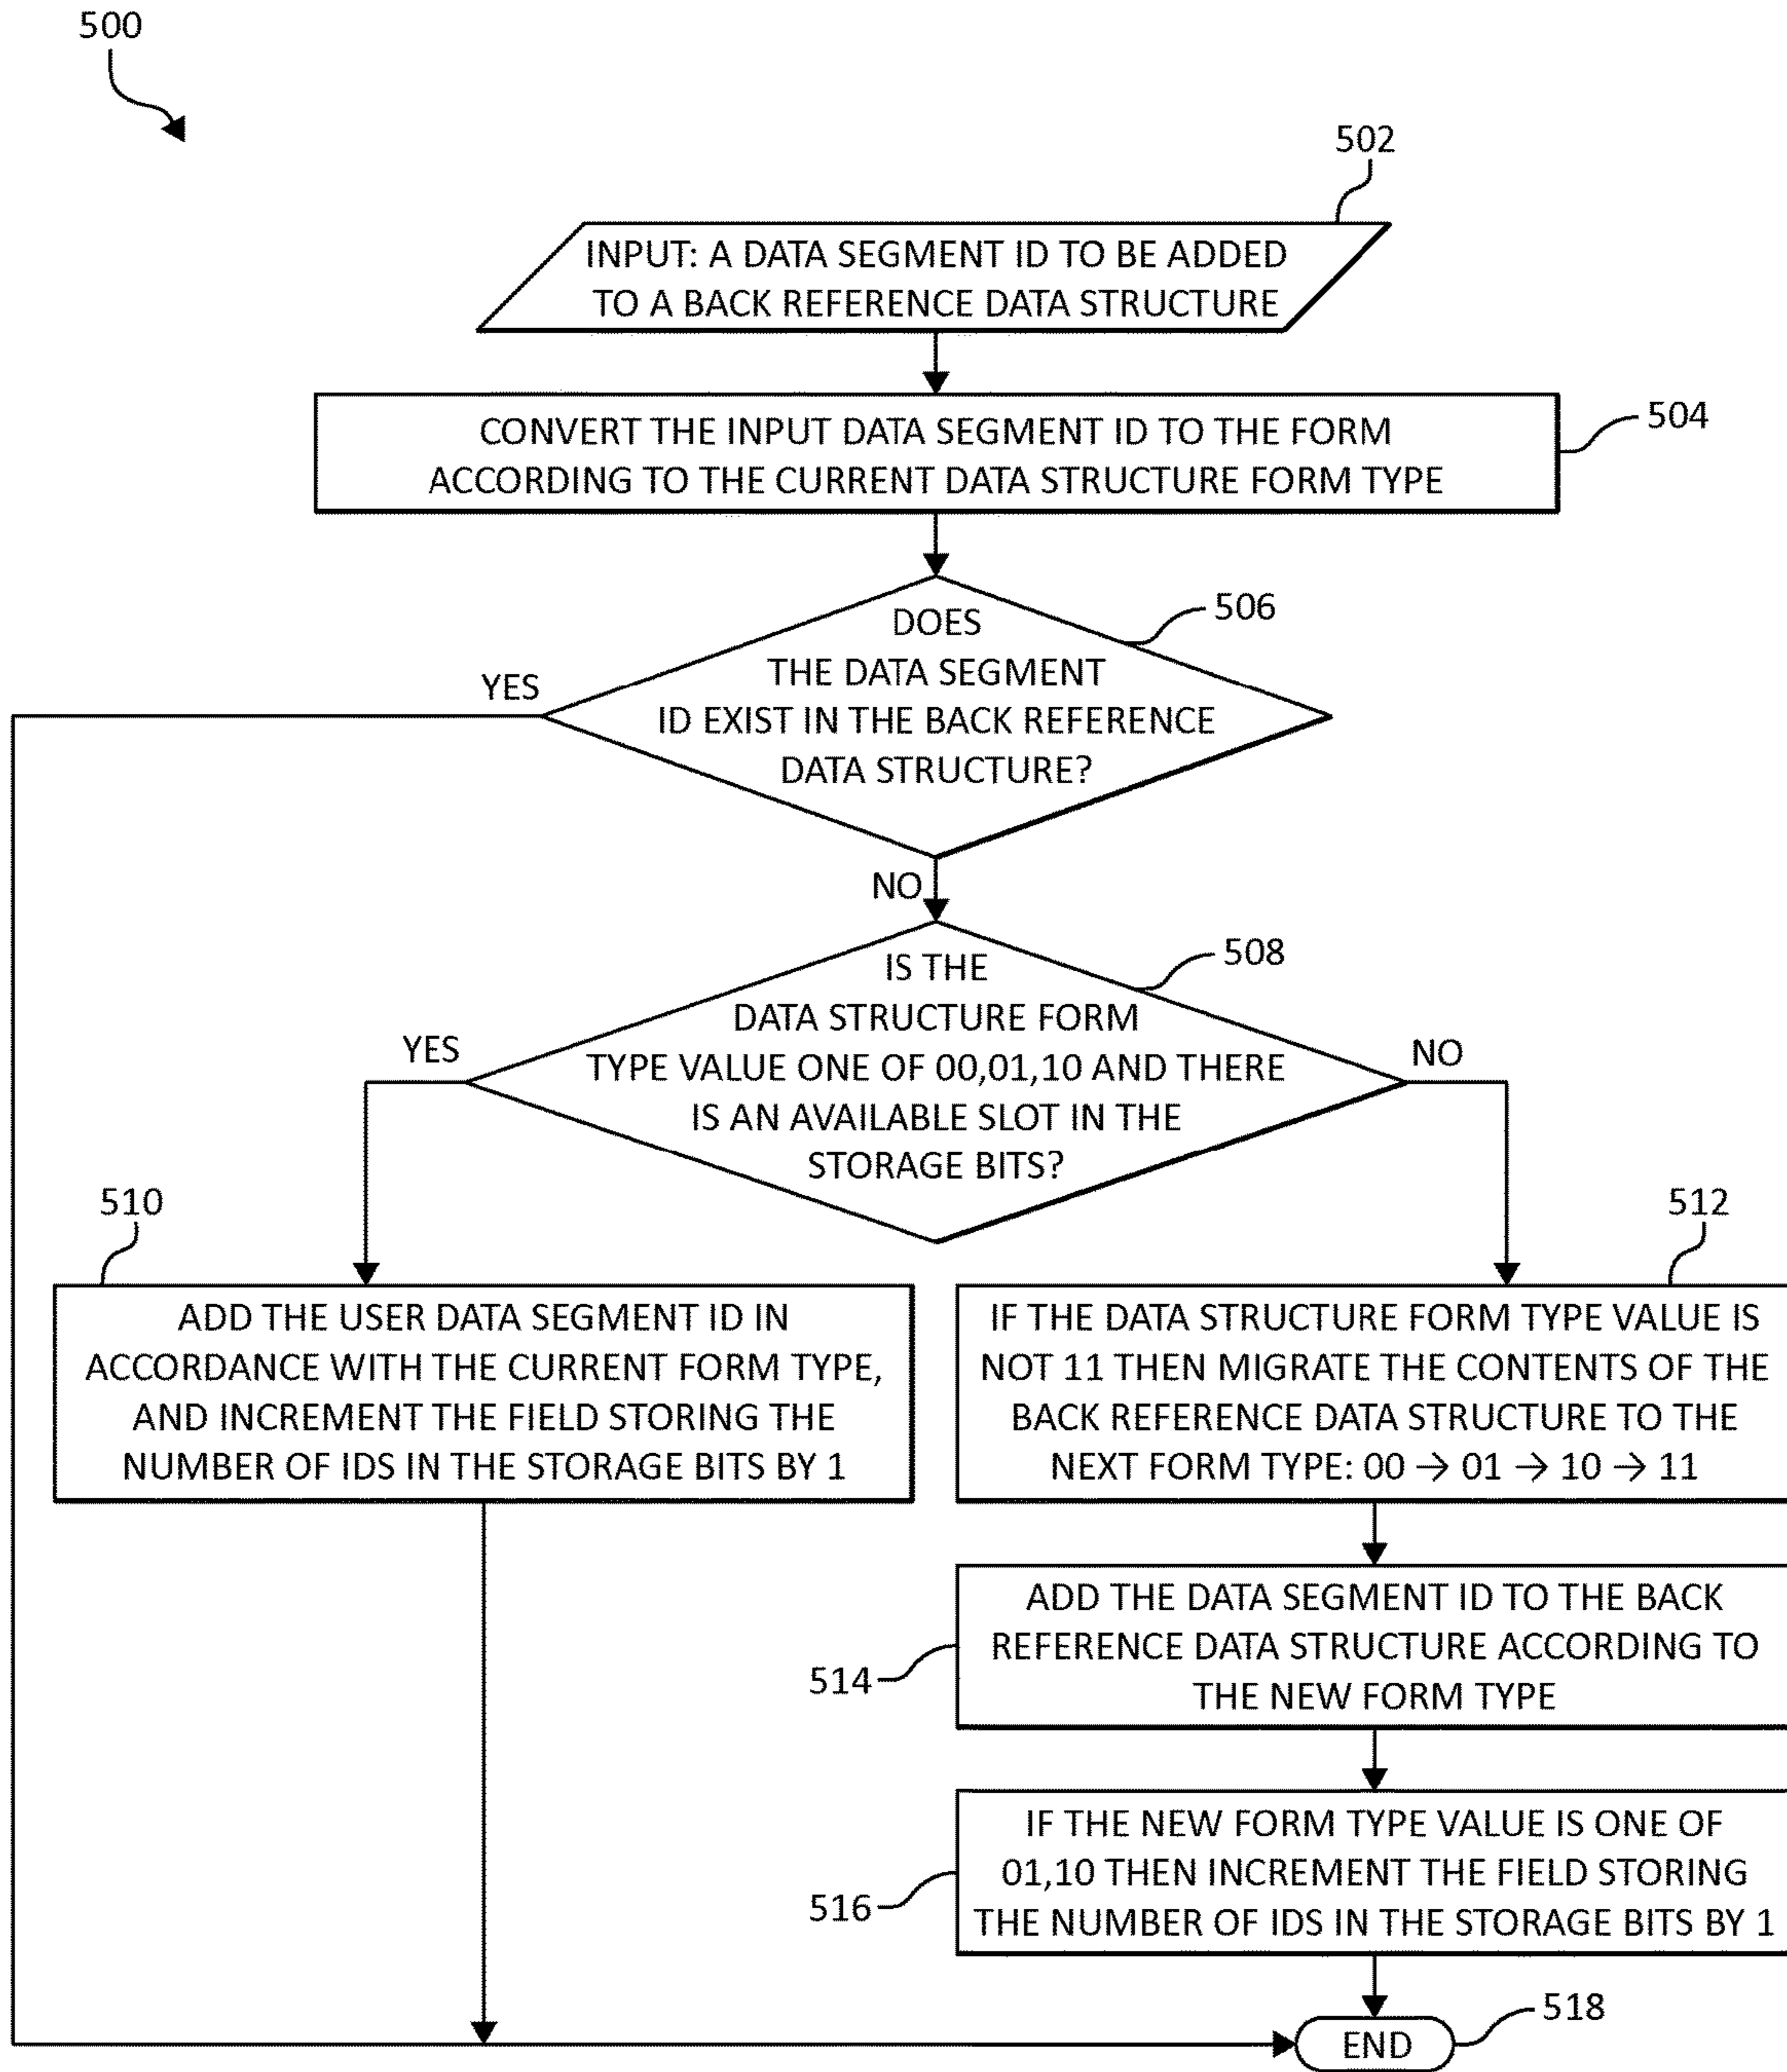 500
502
INPUT: A DATA SEGMENT ID TO BE ADDED
TO A BACK REFERENCE DATA STRUCTURE
504
CONVERT THE INPUT DATA SEGMENT ID TO THE FORM
ACCORDING TO THE CURRENT DATA STRUCTURE FORM TYPE
506
DOES
THE DATA SEGMENT
ID EXIST IN THE BACK REFERENCE
DATA STRUCTURE?
YES
NO
508
IS THE
DATA STRUCTURE FORM
TYPE VALUE ONE OF 00,01,10 AND THERE
IS AN AVAILABLE SLOT IN THE
STORAGE BITS?
YES
NO
510
ADD THE USER DATA SEGMENT ID IN
ACCORDANCE WITH THE CURRENT FORM TYPE,
AND INCREMENT THE FIELD STORING THE
NUMBER OF IDS IN THE STORAGE BITS BY 1
512
IF THE DATA STRUCTURE FORM TYPE VALUE IS
NOT 11 THEN MIGRATE THE CONTENTS OF THE
BACK REFERENCE DATA STRUCTURE TO THE
NEXT FORM TYPE: 00 → 01 → 10 → 11
514
ADD THE DATA SEGMENT ID TO THE BACK
REFERENCE DATA STRUCTURE ACCORDING TO
THE NEW FORM TYPE
516
IF THE NEW FORM TYPE VALUE IS ONE OF
01,10 THEN INCREMENT THE FIELD STORING
THE NUMBER OF IDS IN THE STORAGE BITS BY 1
518
END